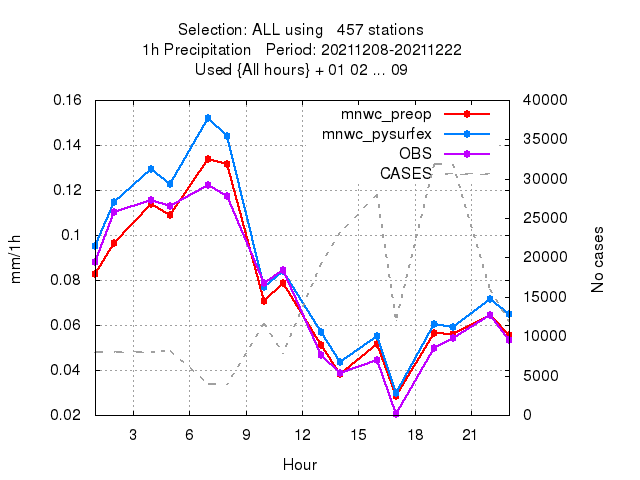 Selection: ALL using   457 stations
1h Precipitation   Period: 20211208-20211222
Used {All hours} + 01 02 ... 09
0.16
0.14
0.12
0.1
0.08
0.06
0.04
0.02
mm/1h
mnwc_preop
mnwc_pysurfex
OBS
CASES
40000
35000
30000
25000
20000
15000
10000
5000
0
No cases
3 6 9 12 15 18 21
Hour